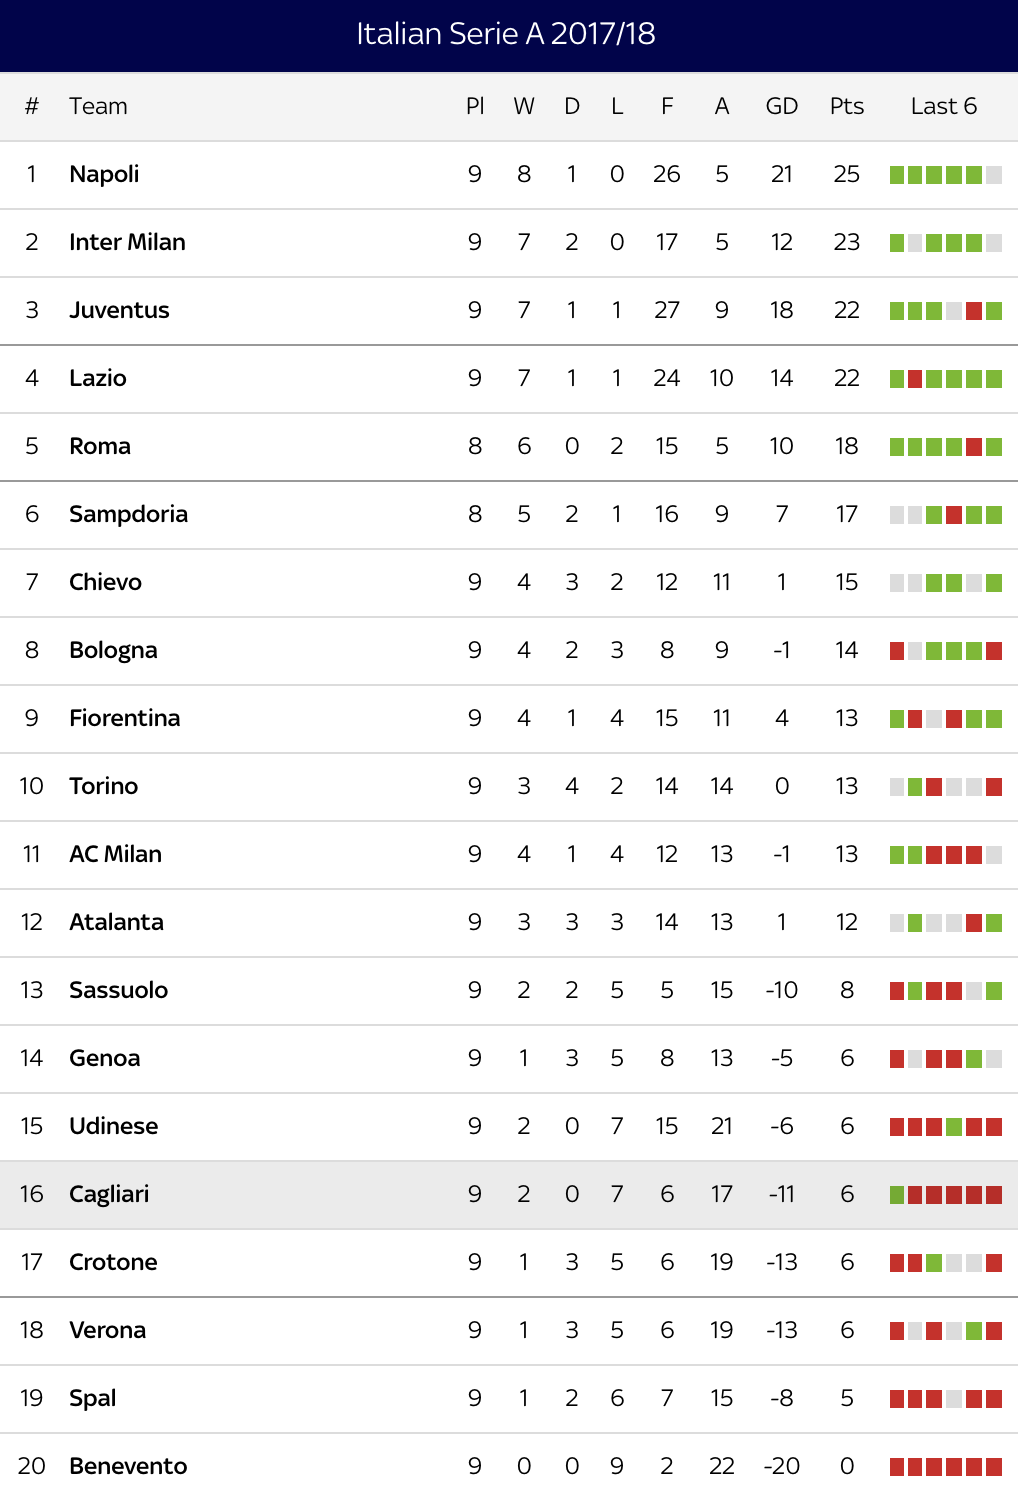 Italian Serie A 2017/18
# Team Pl W D L F A GD Pts Last 6
1 Napoli 9 8 1 0 26 5 21 25
2 Inter Milan 9 7 2 0 17 5 12 23
3 Juventus 9 7 1 1 27 9 18 22
4 Lazio 9 7 1 1 24 10 14 22
5 Roma 8 6 0 2 15 5 10 18
6 Sampdoria 8 5 2 1 16 9 7 17
7 Chievo 9 4 3 2 12 11 1 15
8 Bologna 9 4 2 3 8 9 -1 14
9 Fiorentina 9 4 1 4 15 11 4 13
10 Torino 9 3 4 2 14 14 0 13
11 AC Milan 9 4 1 4 12 13 -1 13
12 Atalanta 9 3 3 3 14 13 1 12
13 Sassuolo 9 2 2 5 5 15 -10 8
14 Genoa 9 1 3 5 8 13 -5 6
15 Udinese 9 2 0 7 15 21 -6 6
16 Cagliari 9 2 0 7 6 17 -11 6
17 Crotone 9 1 3 5 6 19 -13 6
18 Verona 9 1 3 5 6 19 -13 6
19 Spal 9 1 2 6 7 15 -8 5
20 Benevento 9 0 0 9 2 22 -20 0